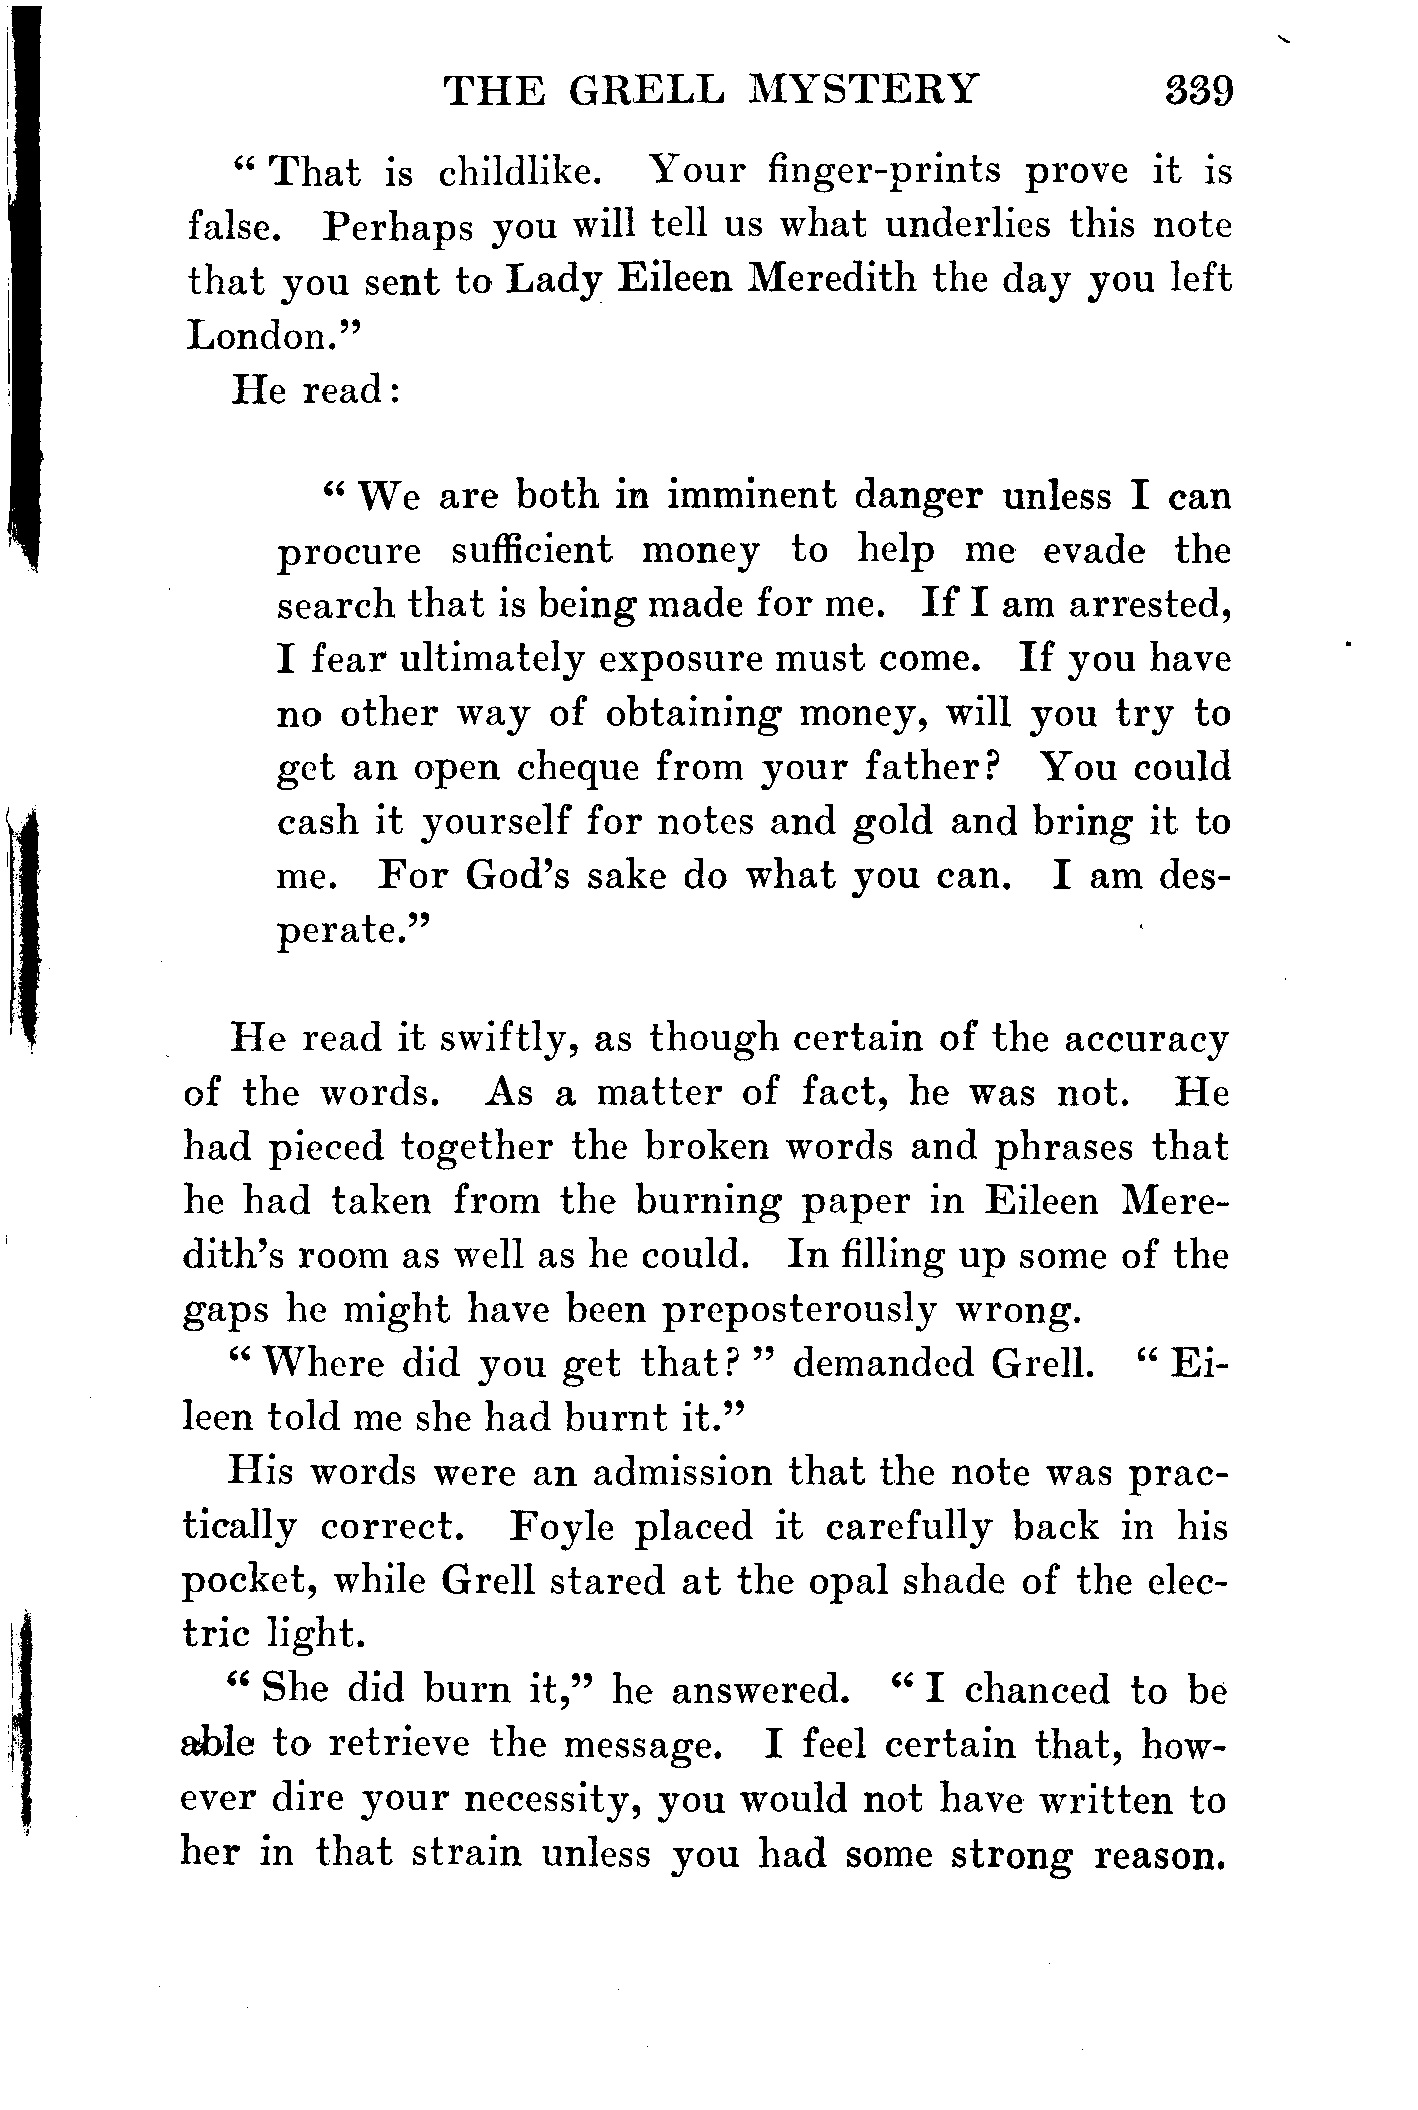 THE GRELL MYSTERY 339
“ That is childlike. Your finger-prints prove it is
false. Perhaps you will tell us what underlies this note
that you sent to Lady Eileen Meredith the day you left
London.”
He read:
“ We are both in imminent danger unless I can
procure sufficient money to help me evade the
search that is being made for me. If I am arrested,
I fear ultimately exposure must come. If you have
no other way of obtaining money, will you try to
get an open cheque from your father? You could
cash it yourself for notes and gold and bring it to
me. For God’s sake do what you can. I am des-
perate.”
He read it swiftly, as though certain of the accuracy
of the words. As a matter of fact, he was not. He
had pieced together the broken words and phrases that
he had taken from the burning paper in Eileen Mere-
dith’s room as well as he could. In filling up some of the
gaps he might have been preposterously wrong.
“ Where did you get that? ” demanded Grell. “ Ei-
leen told me she had burnt it.”
His words were an admission that the note was prac-
tically correct. Foyle placed it carefully back in his
pocket, while Grell stared at the opal shade of the elec-
tric light.
“ She did burn it,” he answered. “ I chanced to be
able to retrieve the message. I feel certain that, how-
ever dire your necessity, you would not have written to
her in that strain unless you had some strong reason.